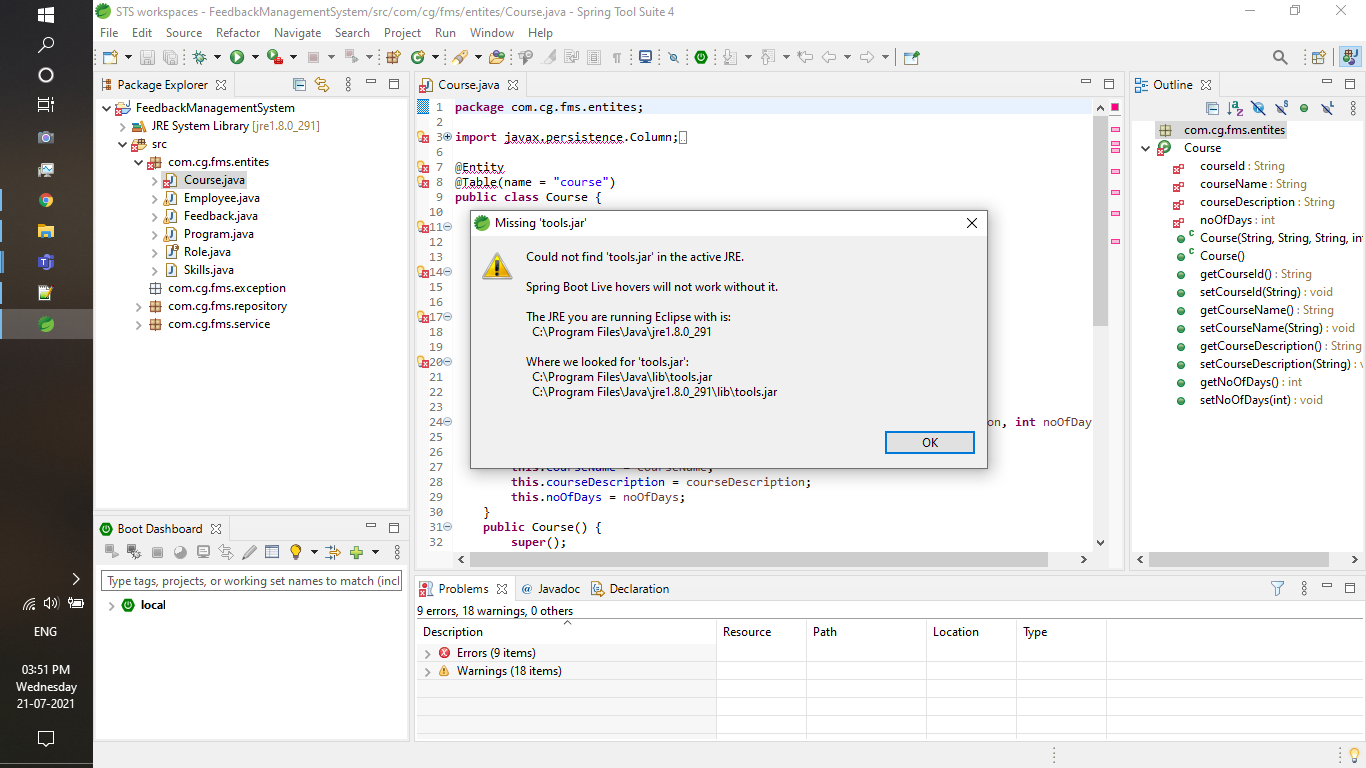 STS workspaces - FeedbackManagementSystem/src/com/cg/fms/entites/Course.java - Spring Tool Suite 4
File Edit Source Refactor Navigate Search Project Run Window Help
Package Explorer
FeedbackManagementSystem
JRE System Library [jre1.8.0_291]
src
com.cg.fms.entites
Course.java
Employee.java
Feedback.java
Program.java
Role.java
Skills.java
com.cg.fms.exception
com.cg.fms.repository
com.cg.fms.service
Boot Dashboard
Type tags, projects, or working set names to match (incl
local
Course.java
1 package com.cg.fms.entites;
2
3 import javax.persistence.Column;
6
7 @Entity
8 @Table(name = "course")
9 public class Course {
10
11
12
13
14
15
16
17
18
19
20
21
22
23
24 on, int noOfDay
25
26
27 this.courseName = courseName;
28 this.courseDescription = courseDescription;
29 this.noOfDays = noOfDays;
30 }
31 public Course() {
32 super();
Missing 'tools.jar'
Could not find 'tools.jar' in the active JRE.
Spring Boot Live hovers will not work without it.
The JRE you are running Eclipse with is:
C:\Program Files\Java\jre1.8.0_291
Where we looked for 'tools.jar':
C:\Program Files\Java\lib\tools.jar
C:\Program Files\Java\jre1.8.0_291\lib\tools.jar
OK
Outline
com.cg.fms.entites
Course
courseId : String
courseName : String
courseDescription : String
noOfDays : int
Course(String, String, String, in
Course()
getCourseId() : String
setCourseId(String) : void
getCourseName() : String
setCourseName(String) : void
getCourseDescription() : String
setCourseDescription(String) : v
getNoOfDays() : int
setNoOfDays(int) : void
Problems @ Javadoc Declaration
9 errors, 18 warnings, 0 others
Description Resource Path Location Type
Errors (9 items)
Warnings (18 items)
ENG
03:51 PM
Wednesday
21-07-2021